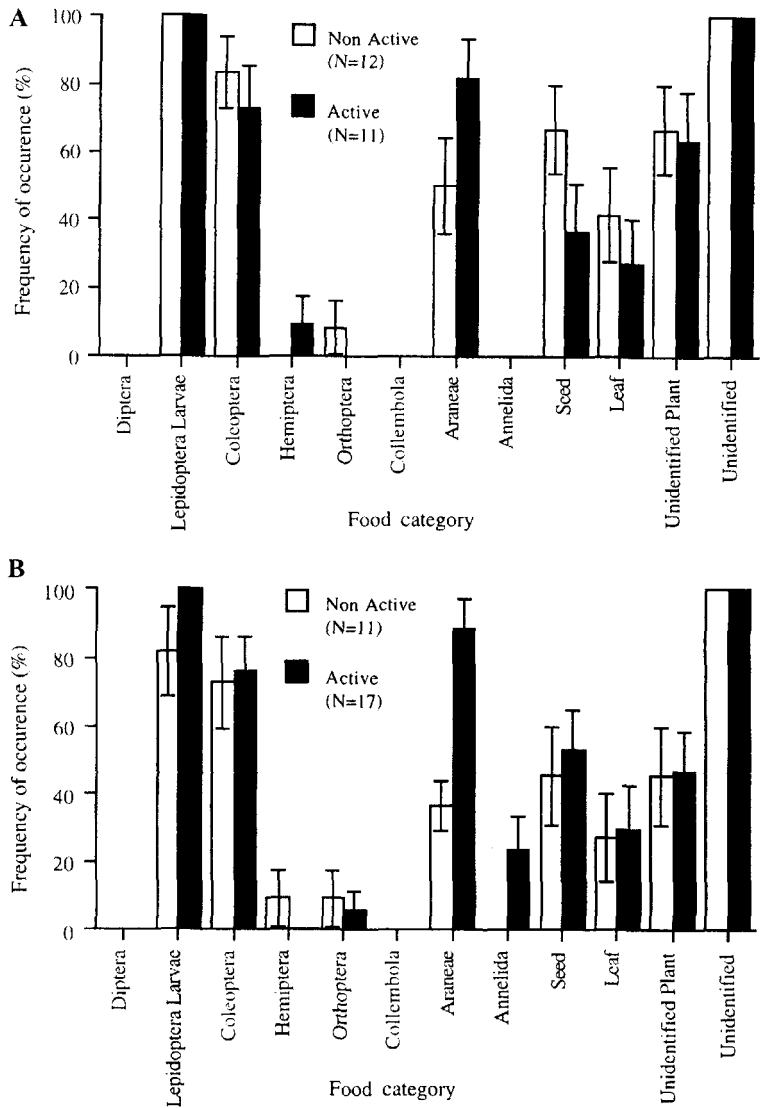 A
Frequency of occurence (%)
100
80
60
40
20
0
Non Active
(N=12)
Active
(N=11)
Diptera
Lepidoptera Larvae
Coleoptera
Hemiptera
Orthoptera
Collembola
Araneae
Annelida
Seed
Leaf
Unidentified Plant
Unidentified
Food category
B
Frequency of occurence (%)
100
80
60
40
20
0
Non Active
(N=11)
Active
(N=17)
Diptera
Lepidoptera Larvae
Coleoptera
Hemiptera
Orthoptera
Collembola
Araneae
Annelida
Seed
Leaf
Unidentified Plant
Unidentified
Food category